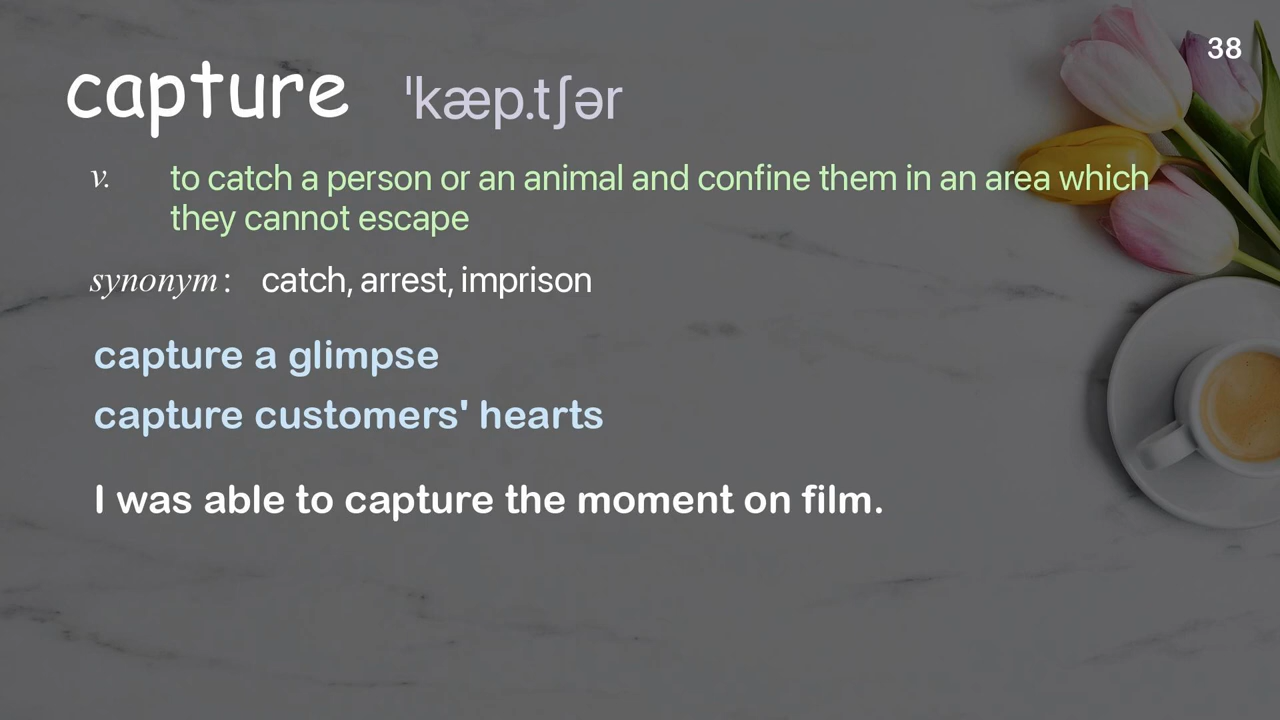 38
capture ˈkæp.tʃər
v. to catch a person or an animal and confine them in an area which
they cannot escape
synonym: catch, arrest, imprison
capture a glimpse
capture customers' hearts
I was able to capture the moment on film.